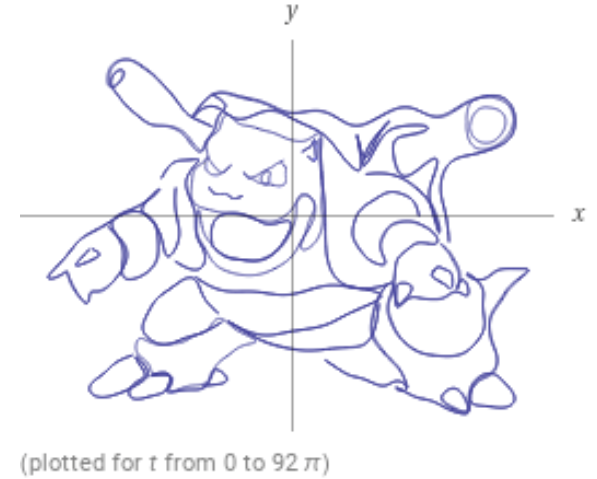 y
x
(plotted for t from 0 to 92 π)